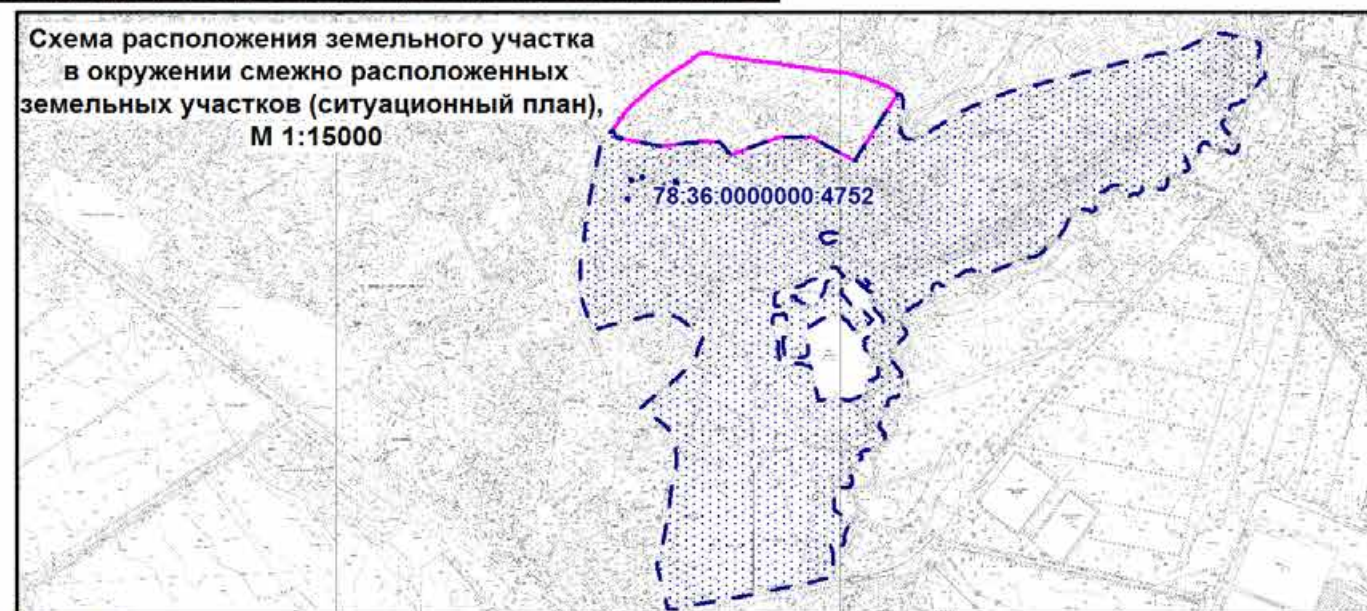 Схема расположения земельного участка
в окружении смежно расположенных
земельных участков (ситуационный план),
М 1:15000
78:36:0000000:4752